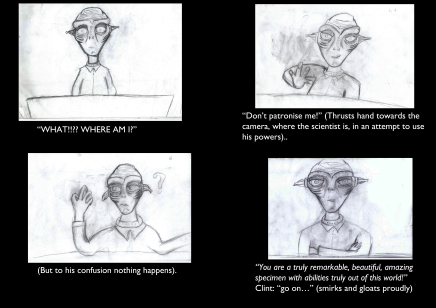 "WHAT!!!?? WHERE AM I?"
"Don't patronise me!" (Thrusts hand towards the
camera, where the scientist is, in an attempt to use
his powers)..
?
(But to his confusion nothing happens).
"You are a truly remarkable, beautiful, amazing
specimen with abilities truly out of this world!"
Clint: "go on…" (smirks and gloats proudly)